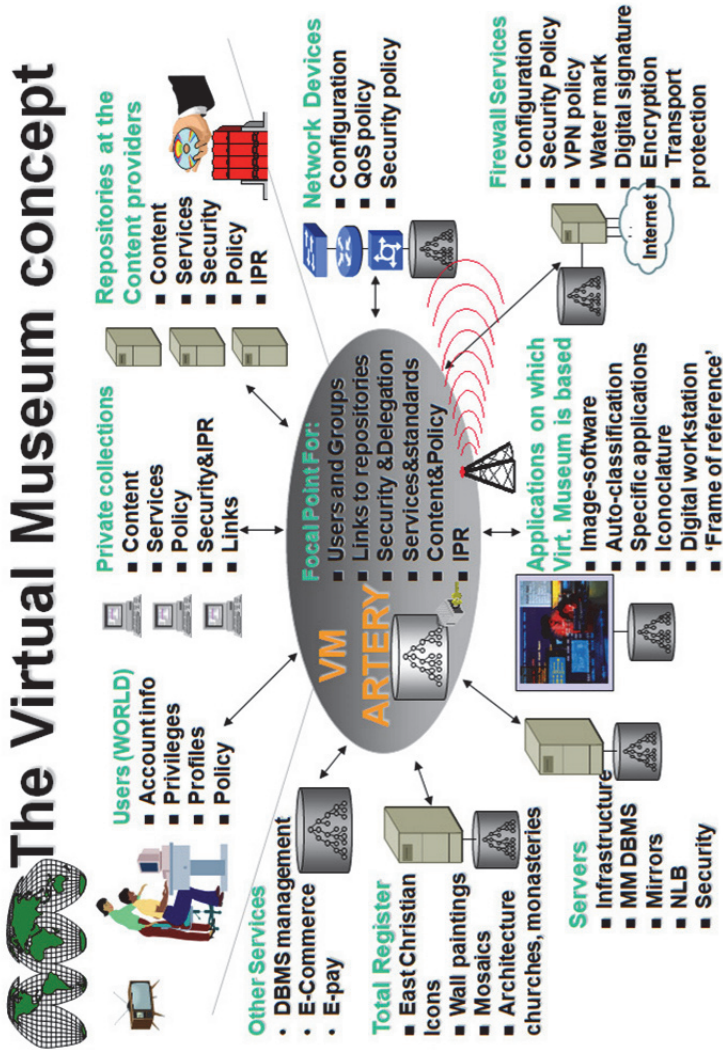 The Virtual Museum concept
Users (WORLD)
■ Account info
■ Privileges
■ Profiles
■ Policy
Private collections
■ Content
■ Services
■ Policy
■ Security&IPR
■ Links
Repositories at the
Content providers
■ Content
■ Services
■ Security
■ Policy
■ IPR
Other Services
• DBMS management
• E-Commerce
• E-pay
VM
ARTERY
Focal Point For:
■ Users and Groups
■ Links to repositories
■ Security &Delegation
■ Services&standards
■ Content&Policy
■ IPR
Network Devices
■ Configuration
■ QoS policy
■ Security policy
Total Register
■ East Christian
Icons
■ Wall paintings
■ Mosaics
■ Architecture
churches, monasteries
Servers
■ Infrastructure
■ MM DBMS
■ Mirrors
■ NLB
■ Security
Applications on which
Virt. Museum is based
■ Image-software
■ Auto-classification
■ Specific applications
■ Iconoclature
■ Digital workstation
■ ‘Frame of reference’
Internet
Firewall Services
■ Configuration
■ Security Policy
■ VPN policy
■ Water mark
■ Digital signature
■ Encryption
■ Transport
protection